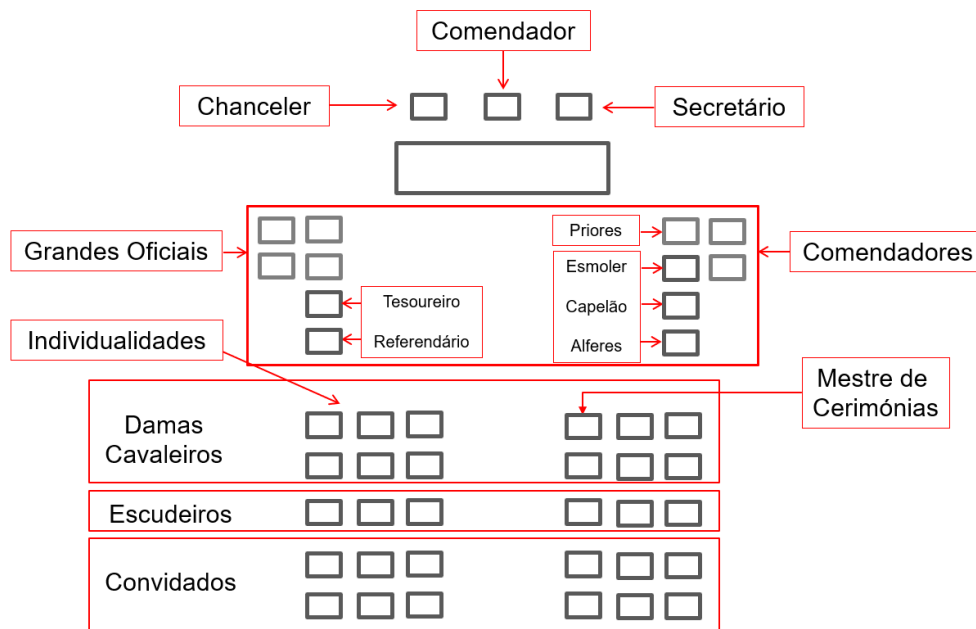 Comendador
Chanceler
Secretário
Grandes Oficiais
Priores
Comendadores
Esmoler
Tesoureiro
Capelão
Referendário
Alferes
Individualidades
Mestre de
Cerimónias
Damas
Cavaleiros
Escudeiros
Convidados